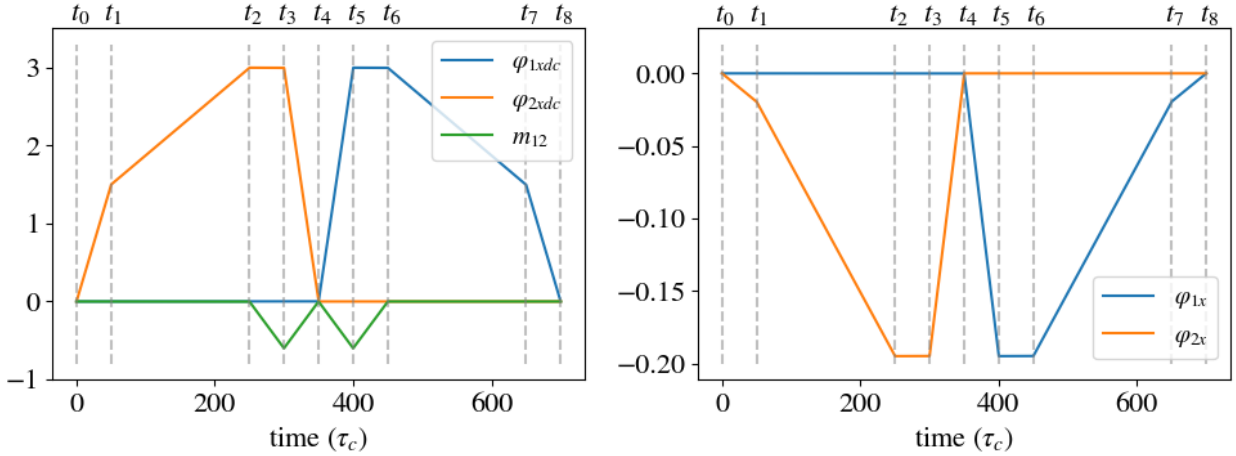 t₀ t₁ t₂ t₃ t₄ t₅ t₆ t₇ t₈
3
2
1
0
−1
φ₁ₓdc
φ₂ₓdc
m₁₂
0 200 400 600
time (τ_c)
t₀ t₁ t₂ t₃ t₄ t₅ t₆ t₇ t₈
0.00
−0.05
−0.10
−0.15
−0.20
φ₁ₓ
φ₂ₓ
0 200 400 600
time (τ_c)